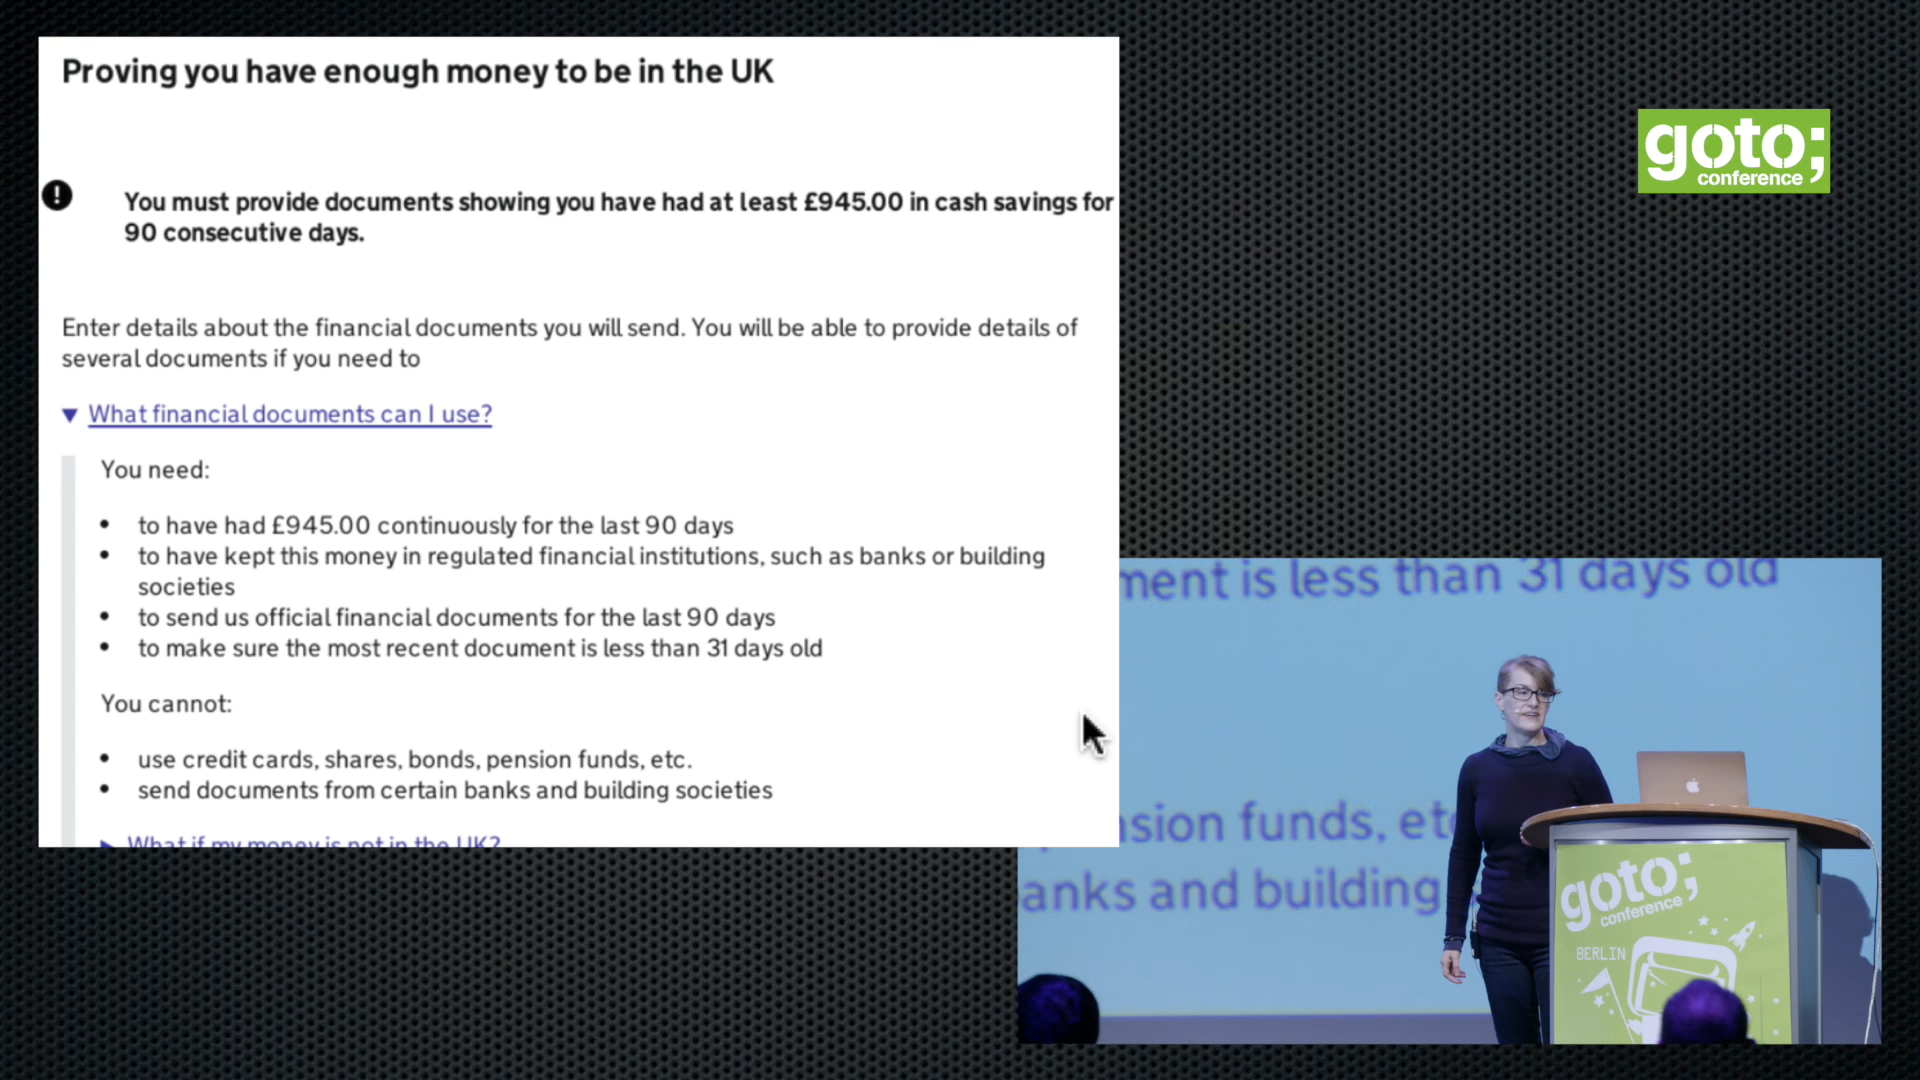 Proving you have enough money to be in the UK
You must provide documents showing you have had at least £945.00 in cash savings for
90 consecutive days.
Enter details about the financial documents you will send. You will be able to provide details of
several documents if you need to
What financial documents can I use?
You need:
to have had £945.00 continuously for the last 90 days
to have kept this money in regulated financial institutions, such as banks or building
societies
to send us official financial documents for the last 90 days
to make sure the most recent document is less than 31 days old
You cannot:
use credit cards, shares, bonds, pension funds, etc.
send documents from certain banks and building societies
What if my money is not in the UK?
goto;
conference
ment is less than 31 days old
nsion funds, etc
anks and building
goto;
conference
BERLIN